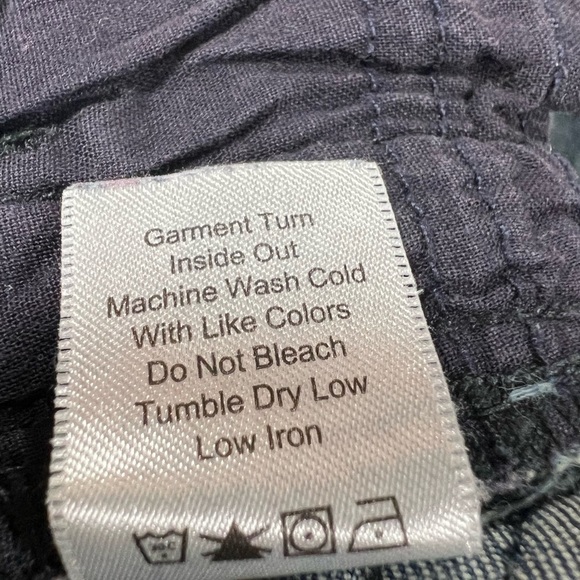 Garment Turn
Inside Out
Machine Wash Cold
With Like Colors
Do Not Bleach
Tumble Dry Low
Low Iron